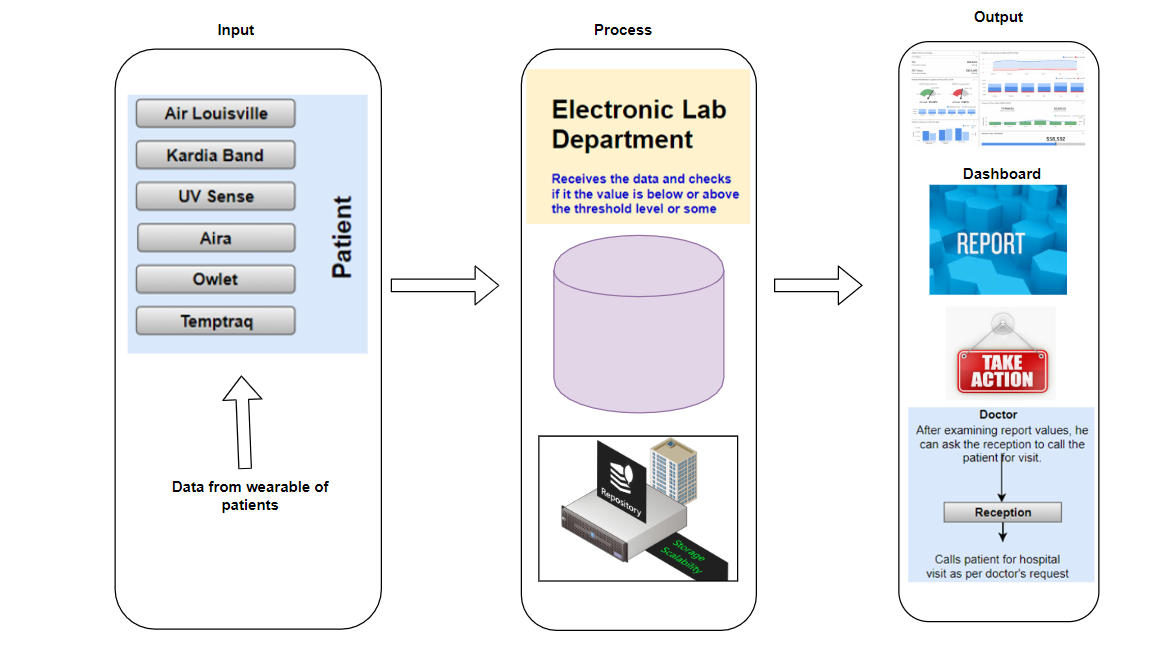 Input
Air Louisville
Kardia Band
UV Sense
Aira
Owlet
Temptraq
Patient
Data from wearable of
patients
Process
Electronic Lab
Department
Receives the data and checks
if it the value is below or above
the threshold level or some
Repository
Storage
Scalability
Output
$58,592
Dashboard
REPORT
TAKE
ACTION
Doctor
After examining report values, he
can ask the reception to call the
patient for visit.
Reception
Calls patient for hospital
visit as per doctor's request